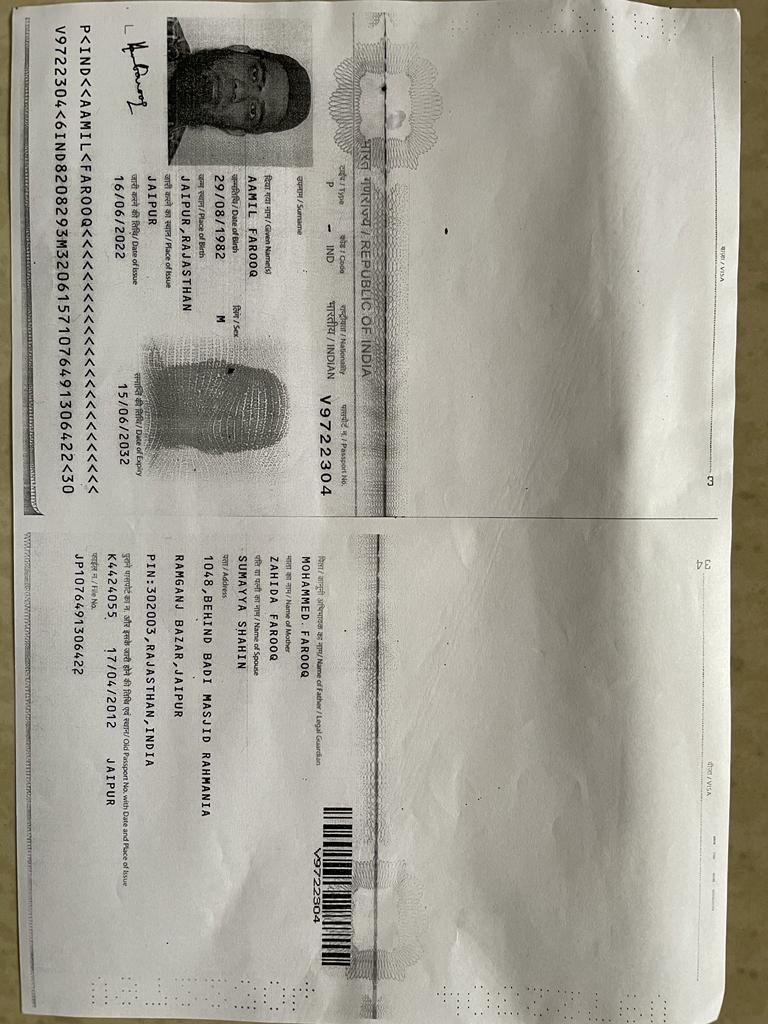 वीज़ा / VISA
3
भारत गणराज्य / REPUBLIC OF INDIA
टाईप / Type
कोड / Code
राष्ट्रीयता / Nationality
पासपोर्ट न. / Passport No.
P
IND
भारतीय / INDIAN
V9722304
उपनाम / Surname
दिया गया नाम / Given Name(s)
AAMIL FAROOQ
जन्मतिथि / Date of Birth
लिंग / Sex
29/08/1982
M
जन्म स्थान / Place of Birth
JAIPUR,RAJASTHAN
जारी करने का स्थान / Place of Issue
JAIPUR
जारी करने की तिथि / Date of Issue
समाप्ति की तिथि / Date of Expiry
16/06/2022
15/06/2032
P<IND<<AAMIL<FAROOQ<<<<<<<<<<<<<<<<<<<<<<<<<
V9722304<6IND8208293M32061571076491306422<30
34
वीज़ा / VISA
पिता / कानूनी अभिभावक का नाम / Name of Father / Legal Guardian
MOHAMMED FAROOQ
माता का नाम / Name of Mother
ZAHIDA FAROOQ
पति या पत्नी का नाम / Name of Spouse
SUMAYYA SHAHIN
पता / Address
1048,BEHIND BADI MASJID RAHMANIA
RAMGANJ BAZAR,JAIPUR
PIN:302003,RAJASTHAN,INDIA
पुराने पासपोर्ट का न. और इसके जारी होने की तिथि एवं स्थान / Old Passport No. with Date and Place of Issue
K4424055 17/04/2012 JAIPUR
फाईल न. / File No.
JP1076491306422
V9722304